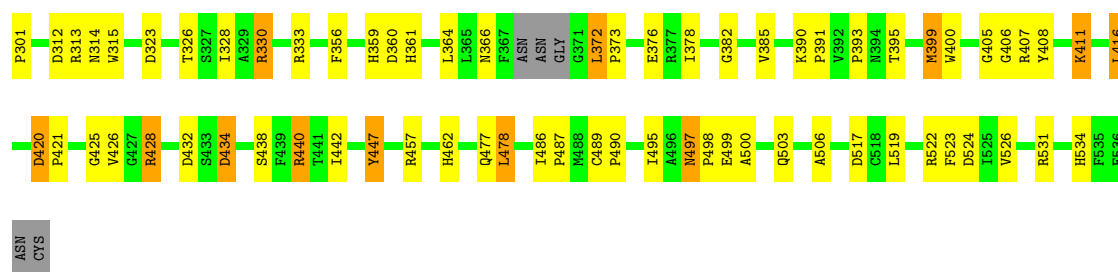 P301 D312 R313 N314 W315 D323 T326 S327 I328 A329 R330 R333 F356 H359 D360 H361 L364 L365 N366 F367 ASN ASN GLY G371 L372 P373 E376 R377 I378 G382 V385 K390 P391 V392 P393 N394 T395 M399 W400 G405 G406 R407 Y408 K411 L416
D420 P421 G425 V426 G427 R428 D432 S433 D434 S438 F439 R440 T441 I442 Y447 R457 H462 Q477 L478 I486 P487 M488 C489 P490 I495 A496 N497 P498 E499 A500 Q503 A506 D517 C518 L519 R522 F523 D524 I525 V526 R531 H534 F535 F536
ASN CYS